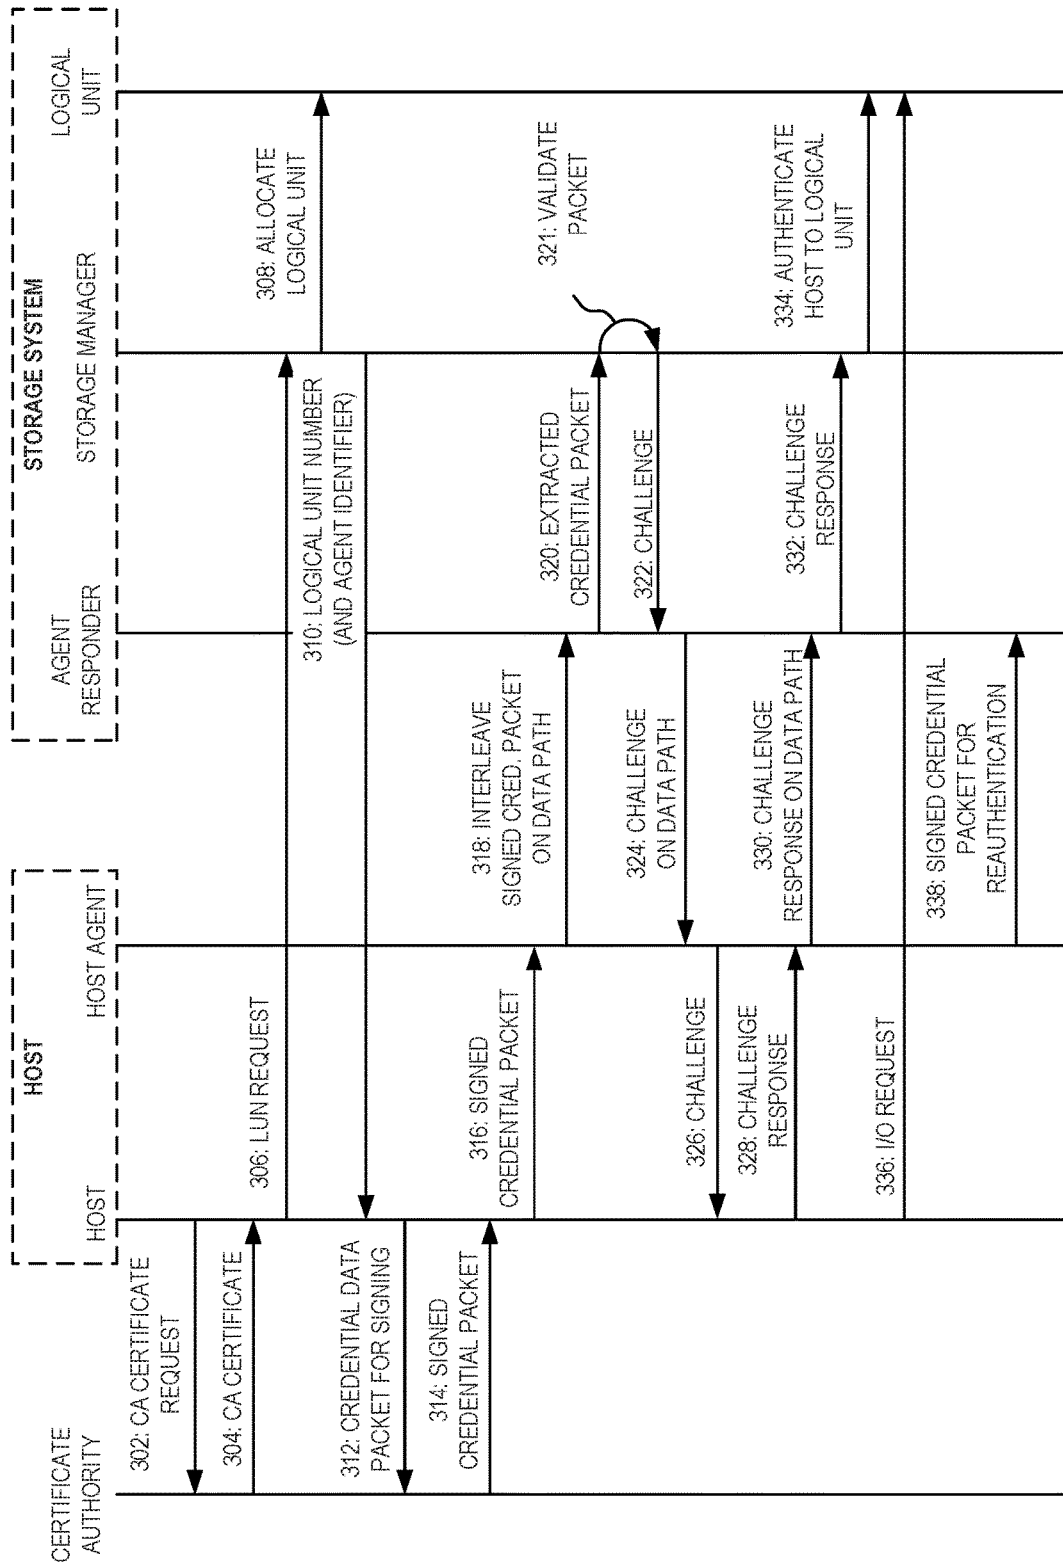 HOST
STORAGE SYSTEM
CERTIFICATE
AUTHORITY
HOST
HOST AGENT
AGENT
RESPONDER
STORAGE MANAGER
LOGICAL
UNIT
302: CA CERTIFICATE
REQUEST
304: CA CERTIFICATE
306: LUN REQUEST
308: ALLOCATE
LOGICAL UNIT
310: LOGICAL UNIT NUMBER
(AND AGENT IDENTIFIER)
312: CREDENTIAL DATA
PACKET FOR SIGNING
314: SIGNED
CREDENTIAL PACKET
316: SIGNED
CREDENTIAL PACKET
318: INTERLEAVE
SIGNED CRED. PACKET
ON DATA PATH
320: EXTRACTED
CREDENTIAL PACKET
321: VALIDATE
PACKET
322: CHALLENGE
324: CHALLENGE
ON DATA PATH
326: CHALLENGE
328: CHALLENGE
RESPONSE
330: CHALLENGE
RESPONSE ON DATA PATH
332: CHALLENGE
RESPONSE
334: AUTHENTICATE
HOST TO LOGICAL
UNIT
336: I/O REQUEST
338: SIGNED CREDENTIAL
PACKET FOR
REAUTHENTICATION